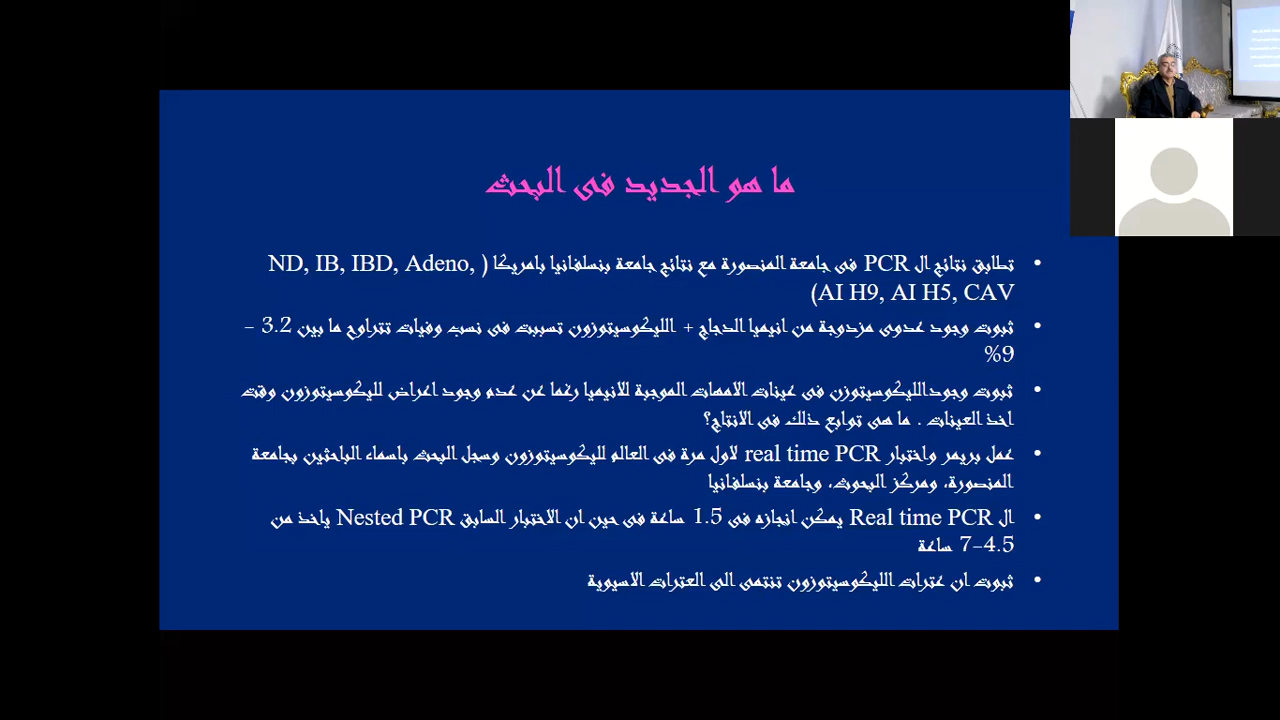 ما هو الجديد فى البحث
• تطابق نتائج ال PCR فى جامعة المنصورة مع نتائج جامعة بنسلفانيا بامريكا ( ND, IB, IBD, Adeno,
AI H9, AI H5, CAV)
• ثبوت وجود عدوى مزدوجة من انيميا الدجاج + الليكوسيتوزون تسببت فى نسب وفيات تتراوح ما بين 3.2 –
9%
• ثبوت وجودالليكوسيتوزن فى عينات الامهات الموجبة للانيميا رغما عن عدم وجود اعراض لليكوسيتوزون وقت
اخذ العينات . ما هى توابع ذلك فى الانتاج؟
• عمل بريمر واختبار real time PCR لاول مرة فى العالم لليكوسيتوزون وسجل البحث باسماء الباحثين بجامعة
المنصورة، ومركز البحوث، وجامعة بنسلفانيا
• ال Real time PCR يمكن انجازه فى 1.5 ساعة فى حين ان الاختبار السابق Nested PCR ياخذ من
4.5–7 ساعة
• ثبوت ان عترات الليكوسيتوزون تنتمى الى العترات الاسيوية